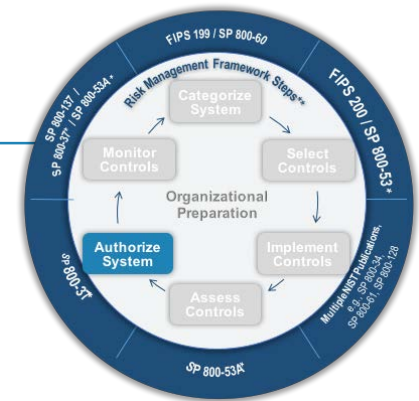 FIPS 199 / SP 800-60
Risk Management Framework Steps**
Categorize
System
FIPS 200 / SP 800-53*
Select
Controls
Multiple NIST Publications,
e.g., SP 800-34,
SP 800-61, SP 800-128
Implement
Controls
SP 800-53A*
Assess
Controls
SP 800-37*
Authorize
System
SP 800-137 /
SP 800-37* / SP 800-53A *
Monitor
Controls
Organizational
Preparation